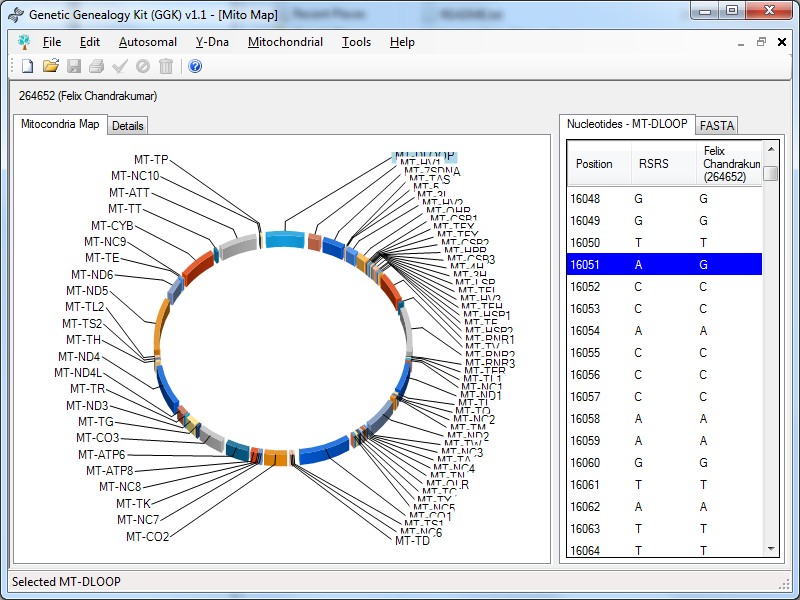 Genetic Genealogy Kit (GGK) v1.1 - [Mito Map]
File Edit Autosomal Y-Dna Mitochondrial Tools Help
264652 (Felix Chandrakumar)
Mitocondria Map Details
MT-TP
MT-NC10
MT-ATT
MT-TT
MT-CYB
MT-NC9
MT-TE
MT-ND6
MT-ND5
MT-TL2
MT-TS2
MT-TH
MT-ND4
MT-ND4L
MT-TR
MT-ND3
MT-TG
MT-CO3
MT-ATP6
MT-ATP8
MT-NC8
MT-TK
MT-NC7
MT-CO2
MT-DLOOP
MT-HV1
MT-7SDNA
MT-TAS
MT-5
MT-3L
MT-HV2
MT-OHR
MT-CSB1
MT-TFX
MT-TFY
MT-CSB2
MT-HPR
MT-CSB3
MT-4H
MT-3H
MT-LSP
MT-TFL
MT-HV3
MT-TFH
MT-HSP1
MT-TF
MT-HSP2
MT-RNR1
MT-TV
MT-RNR2
MT-RNR3
MT-TER
MT-TL1
MT-NC1
MT-ND1
MT-TI
MT-TQ
MT-NC2
MT-TM
MT-ND2
MT-TW
MT-NC3
MT-TA
MT-NC4
MT-TN
MT-OLR
MT-TC
MT-TY
MT-NC5
MT-CO1
MT-TS1
MT-NC6
MT-TD
Nucleotides - MT-DLOOP FASTA
Position RSRS Felix
Chandrakum
(264652)
16048 G G
16049 G G
16050 T T
16051 A G
16052 C C
16053 C C
16054 A A
16055 C C
16056 C C
16057 C C
16058 A A
16059 A A
16060 G G
16061 T T
16062 A A
16063 T T
16064 T T
Selected MT-DLOOP